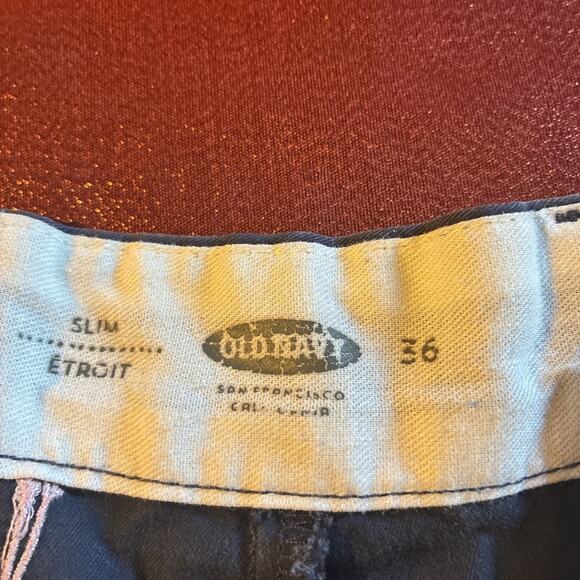 SLIM
ÉTROIT
OLD NAVY
SAN FRANCISCO
CALIFORNIA
36